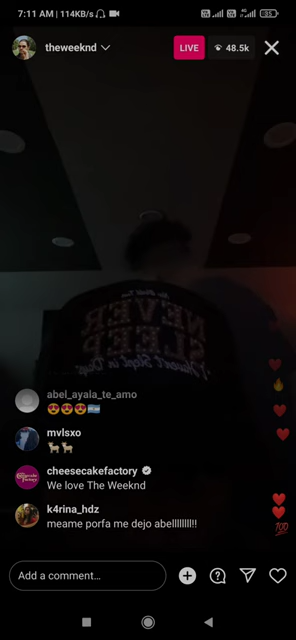 7:11 AM | 114KB/s
35
theweeknd
LIVE
48.5k
NEVER
SLEEP
abel_ayala_te_amo
😍😍😍🇦🇷
mvlsxo
🐐🐐
cheesecakefactory
We love The Weeknd
k4rina_hdz
meame porfa me dejo abellllllll!!
💯
Add a comment...